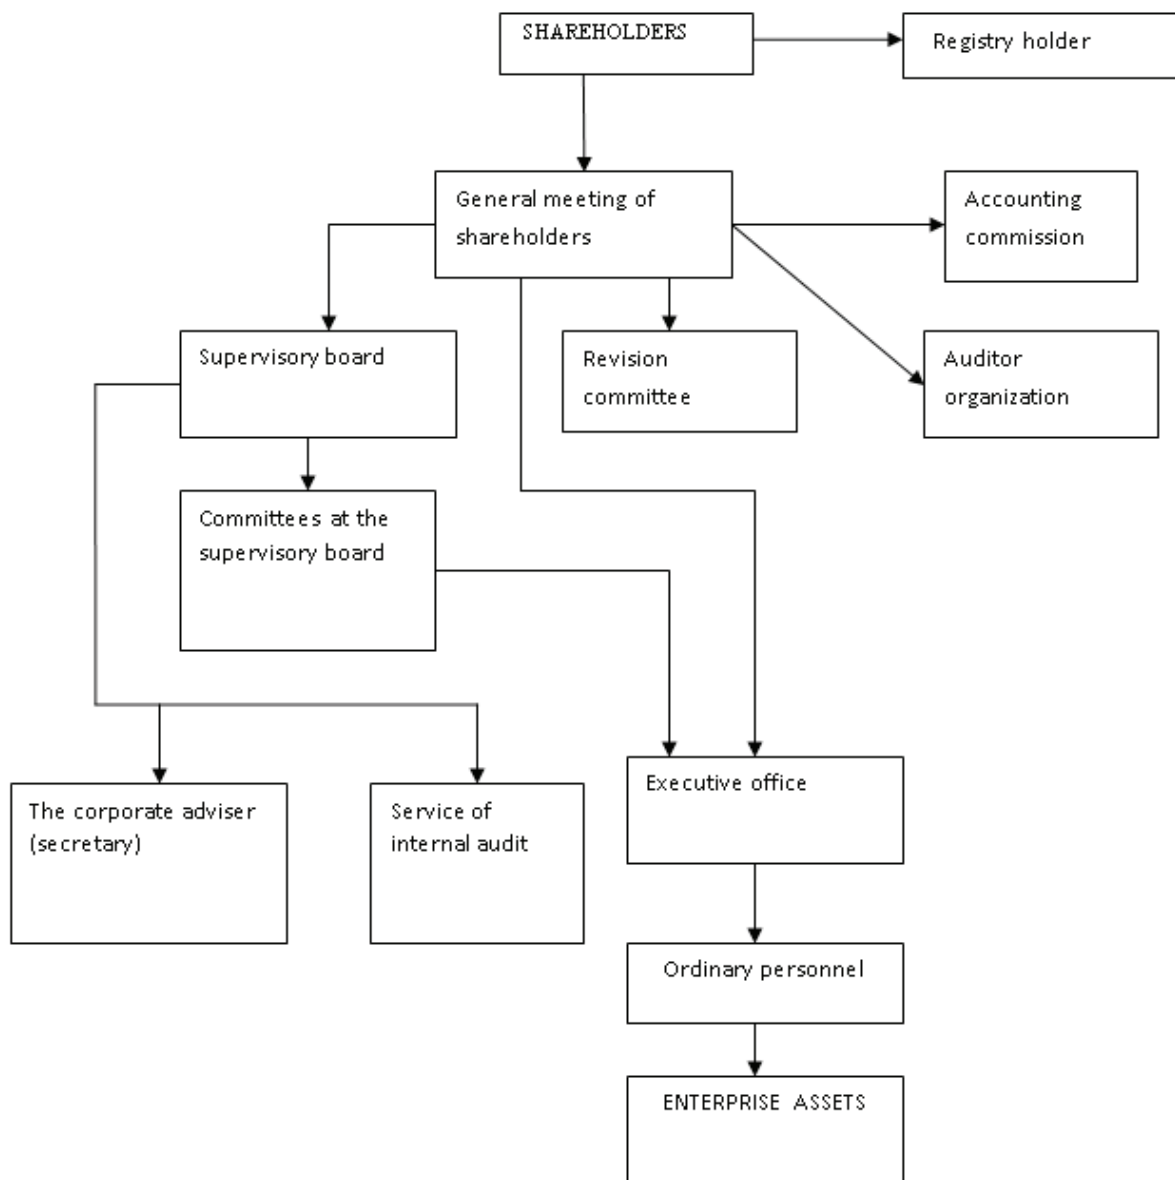 SHAREHOLDERS
Registry holder
General meeting of
shareholders
Accounting
commission
Supervisory board
Revision
committee
Auditor
organization
Committees at the
supervisory board
The corporate adviser
(secretary)
Service of
internal audit
Executive office
Ordinary personnel
ENTERPRISE ASSETS